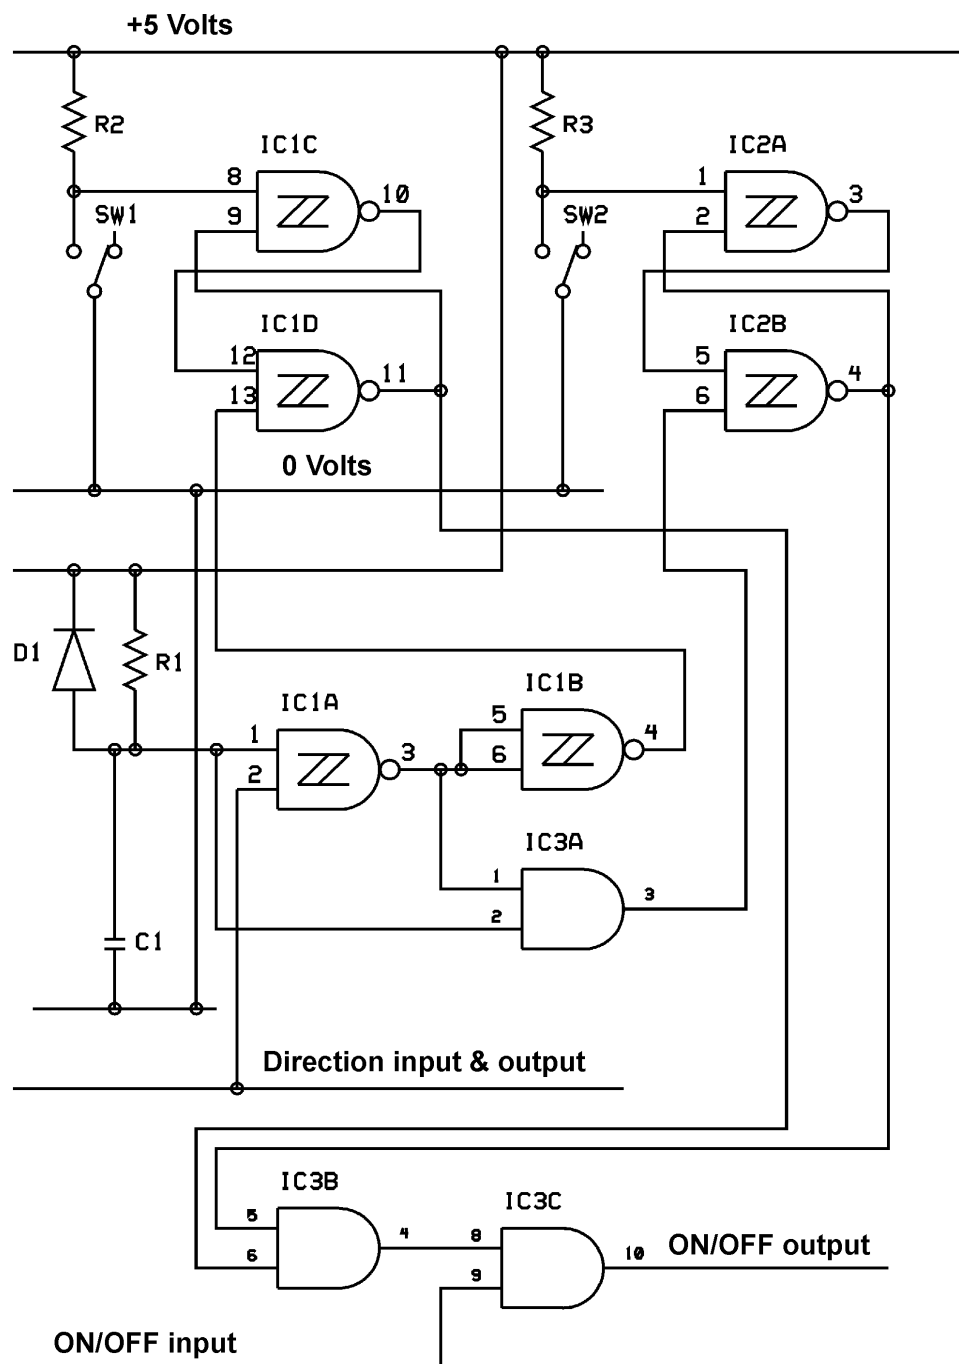 +5 Volts
R2
R3
IC1C
IC2A
8
10
1
3
SW1
9
SW2
2
IC1D
IC2B
12
11
5
4
13
6
0 Volts
D1
R1
IC1A
IC1B
1
3
5
4
2
6
IC3A
1
3
2
C1
Direction input & output
IC3B
IC3C
5
4
8
10
ON/OFF output
6
9
ON/OFF input